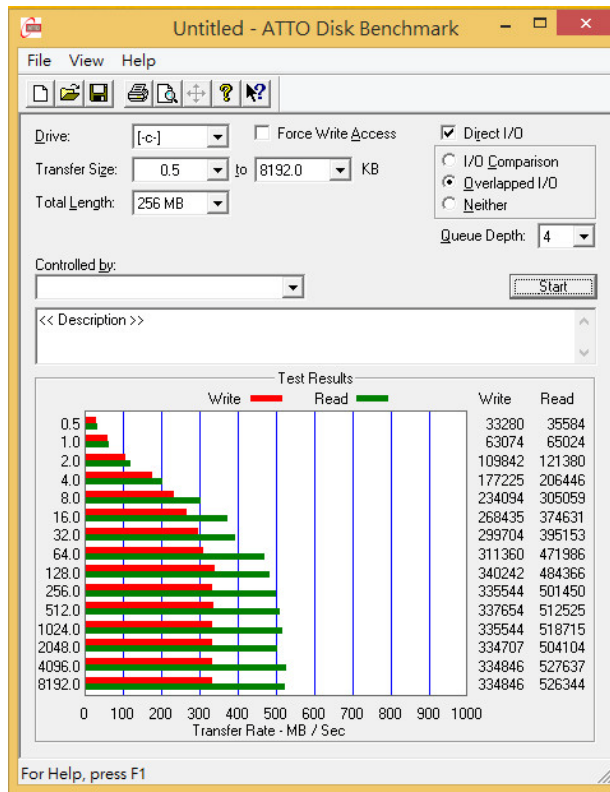 Untitled - ATTO Disk Benchmark
File View Help
Drive: [-c-] Force Write Access Direct I/O
Transfer Size: 0.5 to 8192.0 KB I/O Comparison
Overlapped I/O
Total Length: 256 MB Neither
Queue Depth: 4
Controlled by:
Start
<< Description >>
Test Results
Write Read Write Read
0.5 33280 35584
1.0 63074 65024
2.0 109842 121380
4.0 177225 206446
8.0 234094 305059
16.0 268435 374631
32.0 299704 395153
64.0 311360 471986
128.0 340242 484366
256.0 335544 501450
512.0 337654 512525
1024.0 335544 518715
2048.0 334707 504104
4096.0 334846 527637
8192.0 334846 526344
0 100 200 300 400 500 600 700 800 900 1000
Transfer Rate - MB / Sec
For Help, press F1